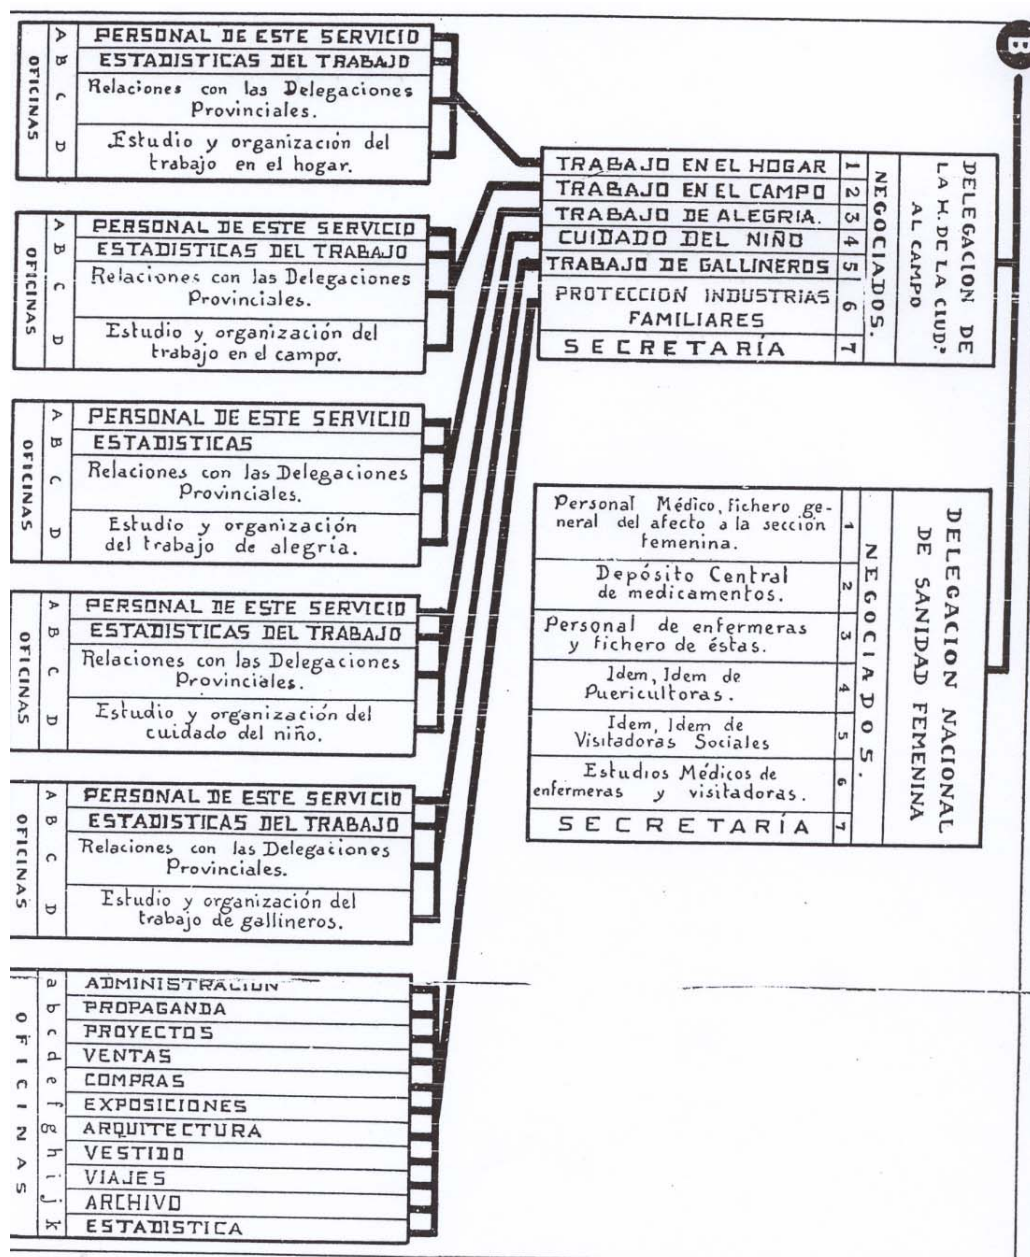 B
DELEGACION DE
LA H. DE LA CIUD.ᵈ
AL CAMPO
NEGOCIADOS.
1 TRABAJO EN EL HOGAR
2 TRABAJO EN EL CAMPO
3 TRABAJO DE ALEGRIA.
4 CUIDADO DEL NIÑO
5 TRABAJO DE GALLINEROS
6 PROTECCION INDUSTRIAS
FAMILIARES
7 SECRETARÍA
DELEGACION NACIONAL
DE SANIDAD FEMENINA
NEGOCIADOS.
1 Personal Médico, fichero ge-
neral del afecto a la sección
femenina.
2 Depósito Central
de medicamentos.
3 Personal de enfermeras
y fichero de éstas.
4 Idem, Idem de
Puericultoras.
5 Idem, Idem de
Visitadoras Sociales
6 Estudios Médicos de
enfermeras y visitadoras.
7 SECRETARÍA
OFICINAS
A PERSONAL DE ESTE SERVICIO
B ESTADISTICAS DEL TRABAJO
C Relaciones con las Delegaciones
Provinciales.
D Estudio y organización del
trabajo en el hogar.
OFICINAS
A PERSONAL DE ESTE SERVICIO
B ESTADISTICAS DEL TRABAJO
C Relaciones con las Delegaciones
Provinciales.
D Estudio y organización del
trabajo en el campo.
OFICINAS
A PERSONAL DE ESTE SERVICIO
B ESTADISTICAS
C Relaciones con las Delegaciones
Provinciales.
D Estudio y organización
del trabajo de alegría.
OFICINAS
A PERSONAL DE ESTE SERVICIO
B ESTADISTICAS DEL TRABAJO
C Relaciones con las Delegaciones
Provinciales.
D Estudio y organización del
cuidado del niño.
OFICINAS
A PERSONAL DE ESTE SERVICIO
B ESTADISTICAS DEL TRABAJO
C Relaciones con las Delegaciones
Provinciales.
D Estudio y organización del
trabajo de gallineros.
OFICINAS
a ADMINISTRACION
b PROPAGANDA
c PROYECTOS
d VENTAS
e COMPRAS
f EXPOSICIONES
g ARQUITECTURA
h VESTIDO
i VIAJES
j ARCHIVO
k ESTADISTICA